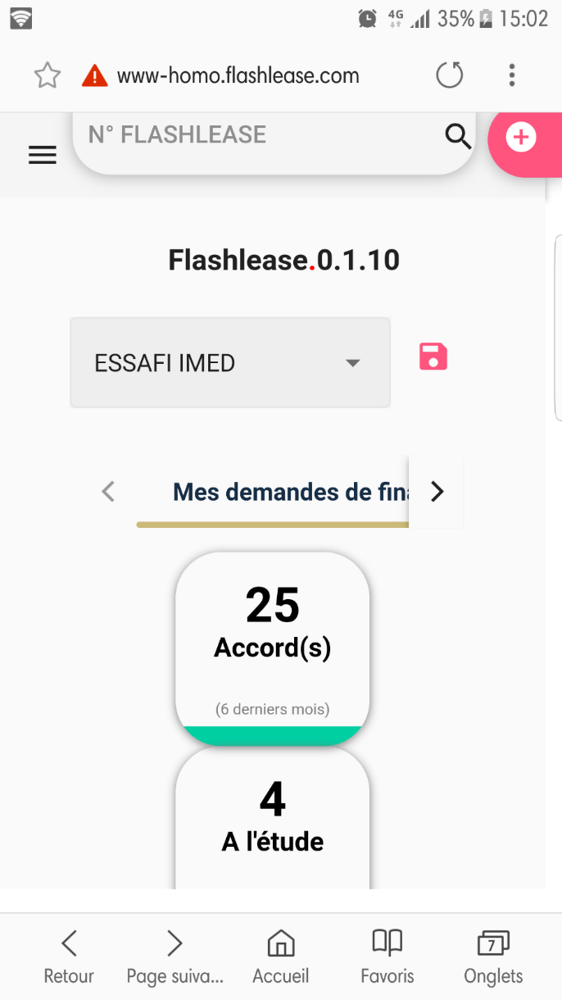 4G 35% 15:02
www-homo.flashlease.com
N° FLASHLEASE
Flashlease.0.1.10
ESSAFI IMED
Mes demandes de fina
25
Accord(s)
(6 derniers mois)
4
A l'étude
7
Retour Page suiva... Accueil Favoris Onglets